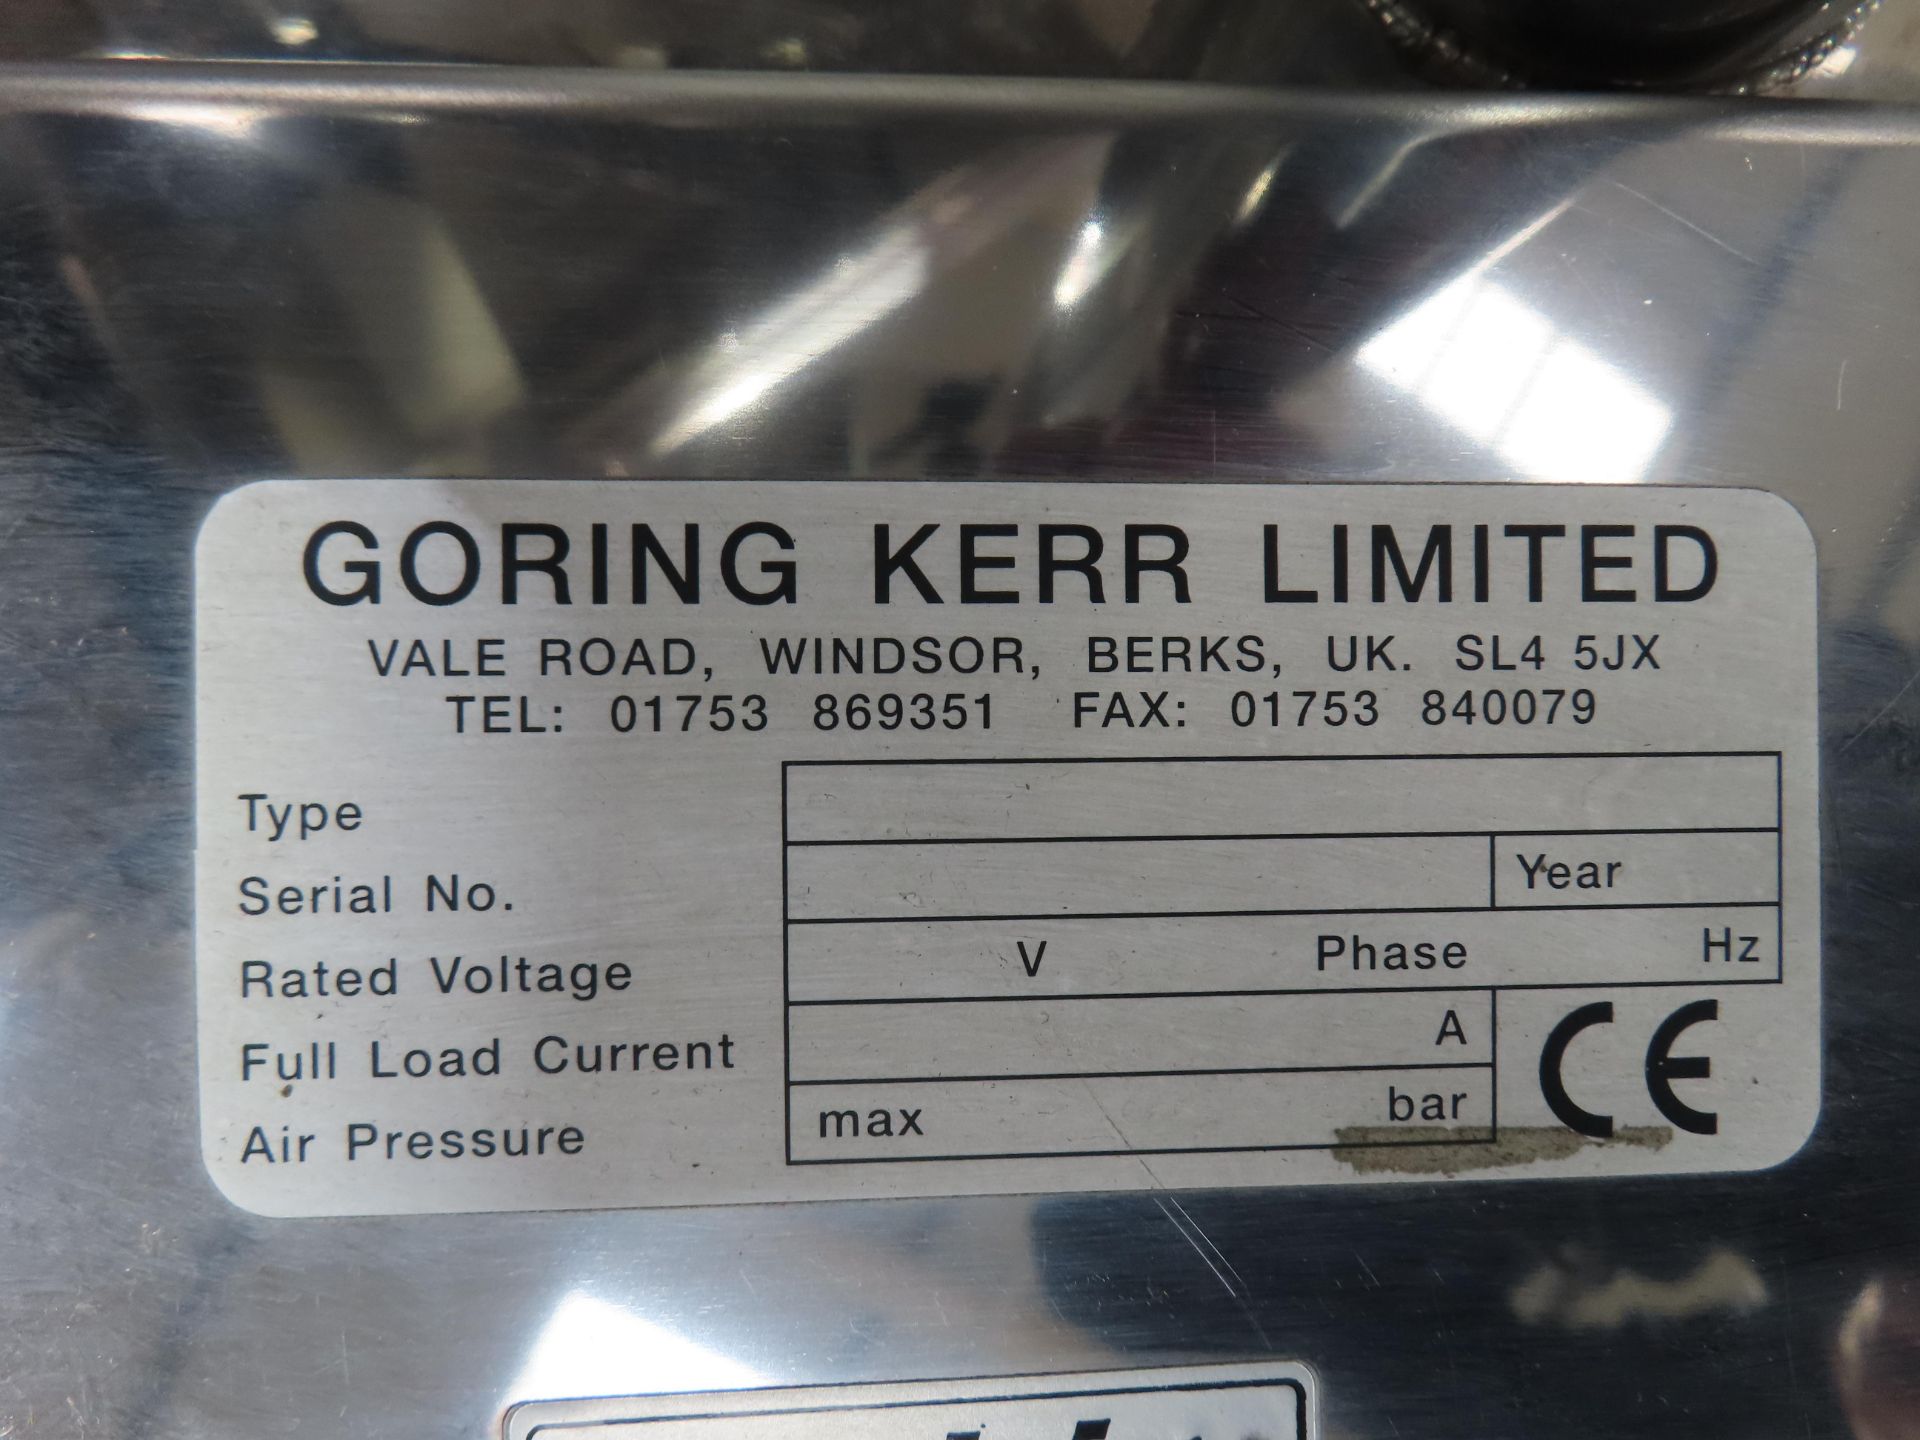 GORING KERR LIMITED
VALE ROAD, WINDSOR, BERKS, UK. SL4 5JX
TEL: 01753 869351 FAX: 01753 840079
Type
Serial No. Year
Rated Voltage V Phase Hz
Full Load Current A
Air Pressure max bar
CE